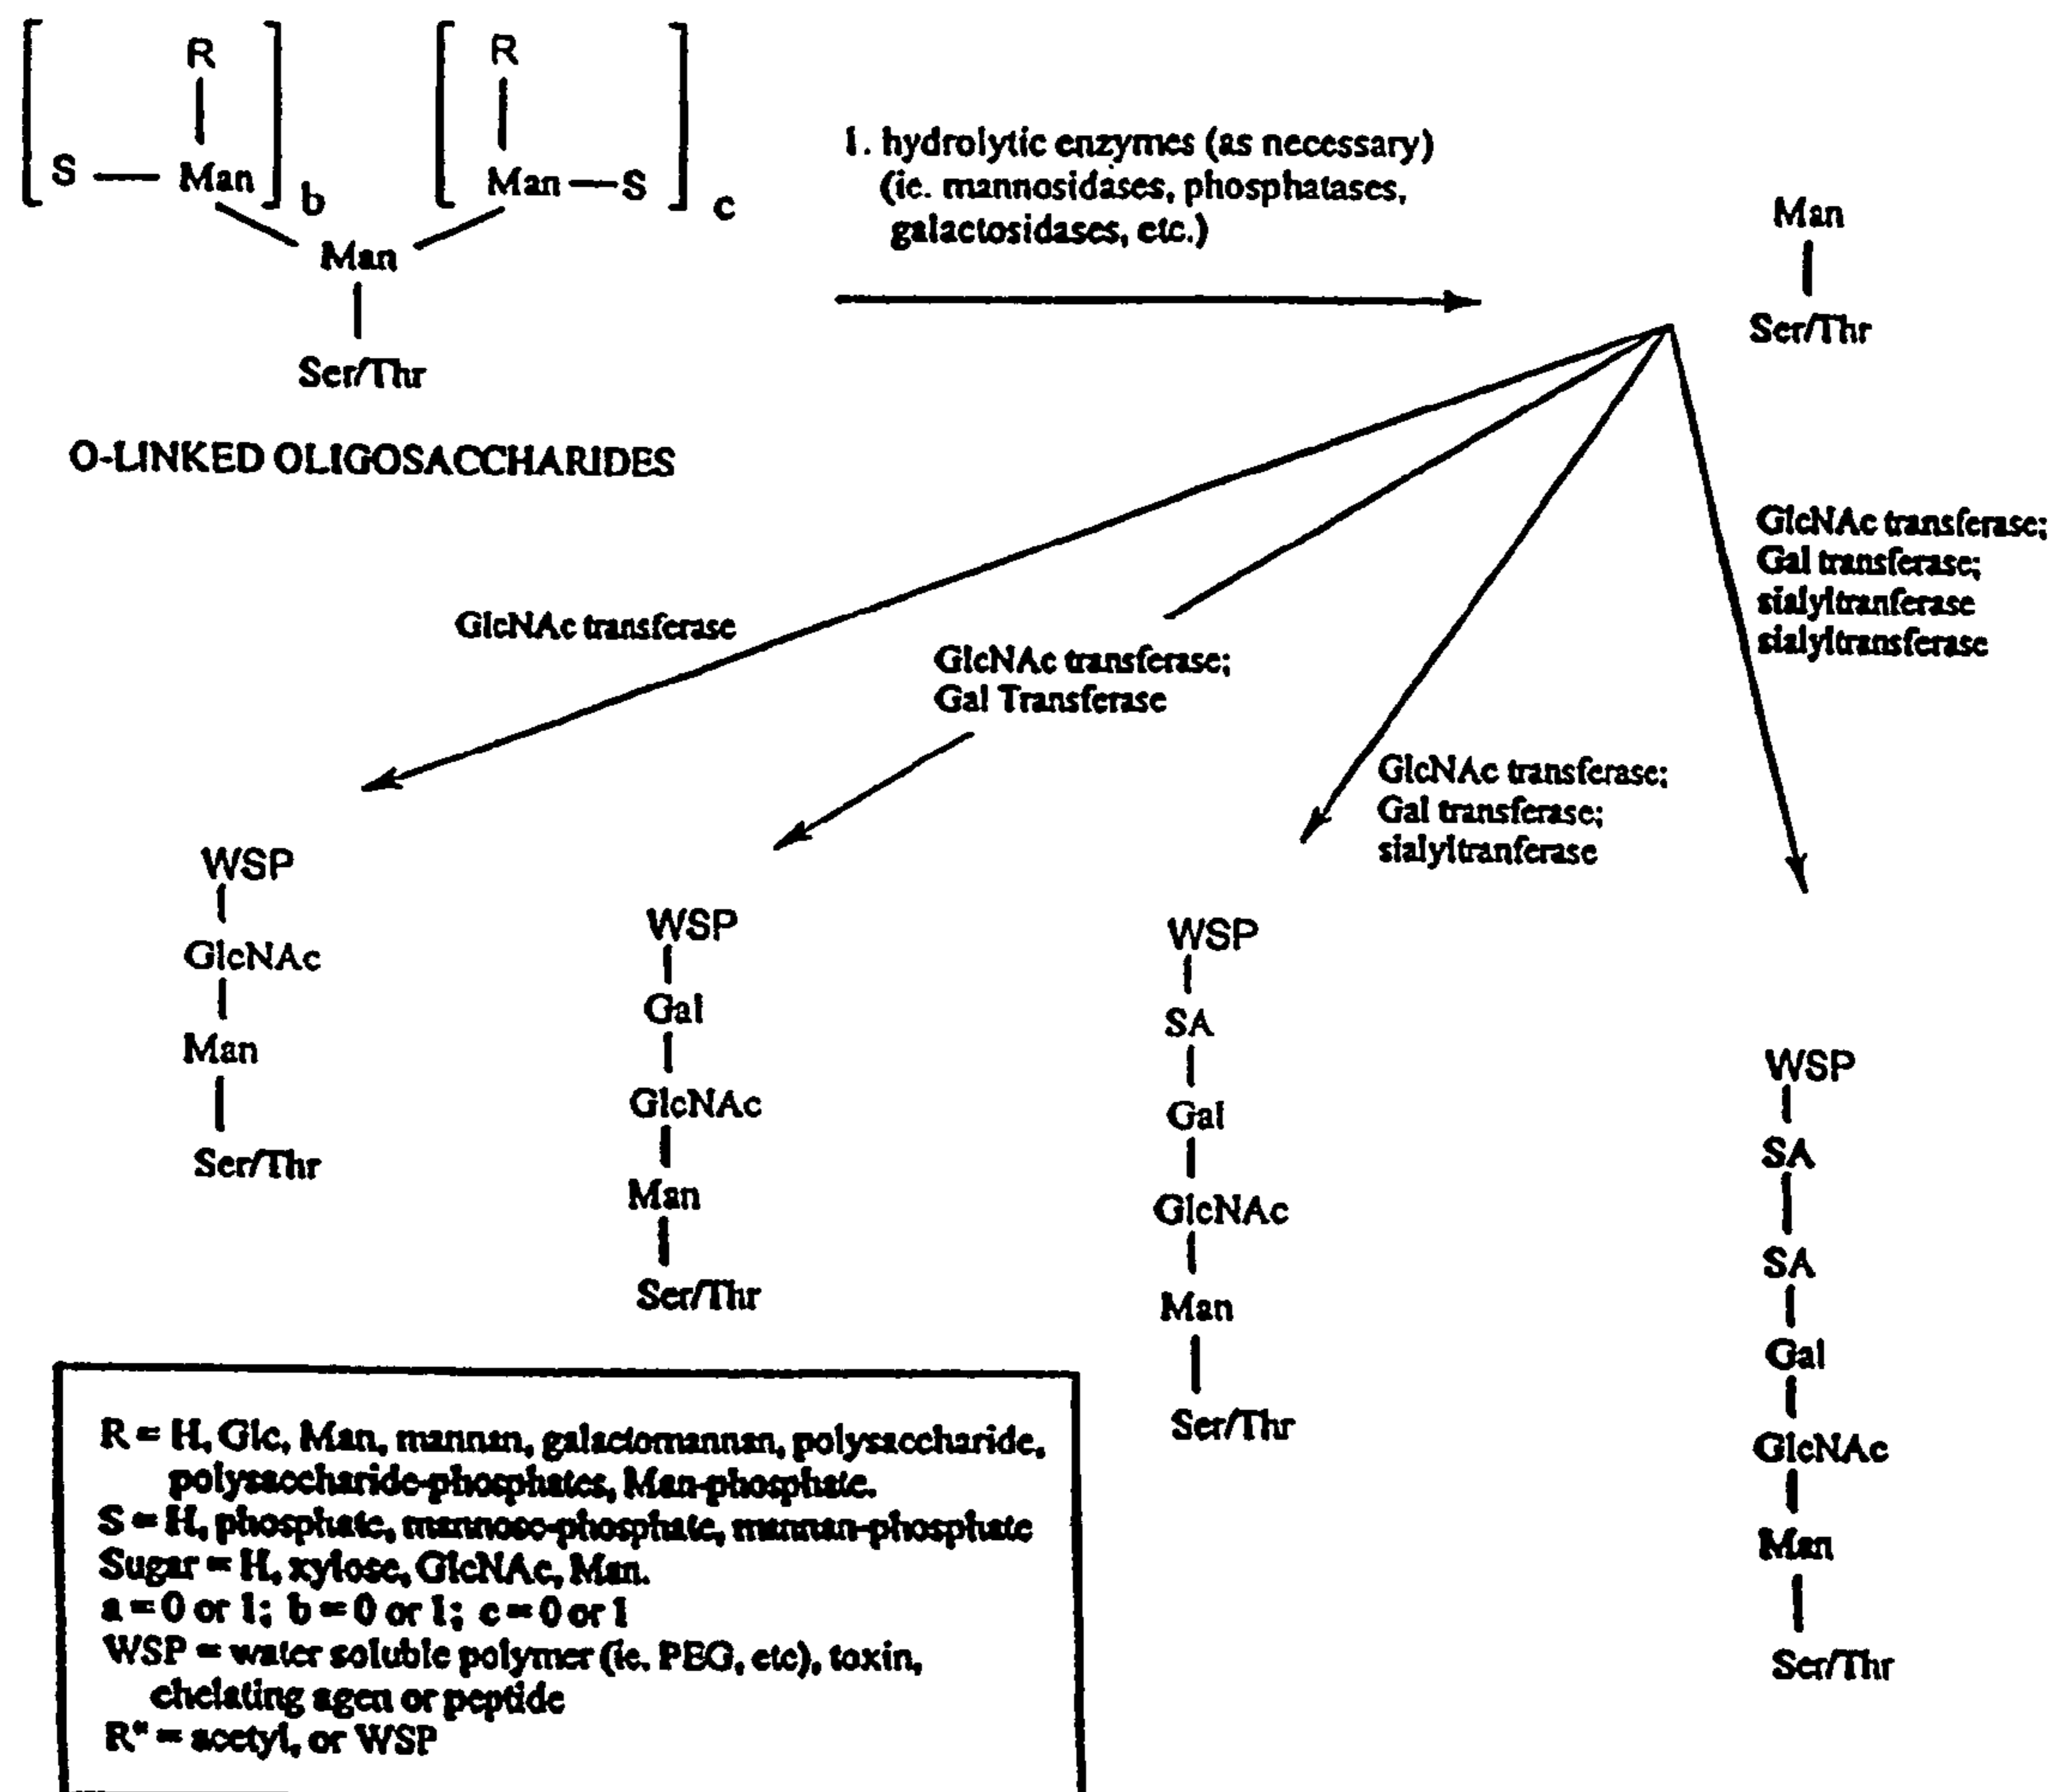 R R
S — Man b Man — S c
Man
Ser/Thr
O-LINKED OLIGOSACCHARIDES
1. hydrolytic enzymes (as necessary)
(ie. mannosidases, phosphatases,
galactosidases, etc.)
Man
Ser/Thr
GlcNAc transferase
GlcNAc transferase;
Gal Transferase
GlcNAc transferase;
Gal transferase;
sialyltranferase
GlcNAc transferase;
Gal transferase;
sialyltranferase
sialyltransferase
WSP
GlcNAc
Man
Ser/Thr
WSP
Gal
GlcNAc
Man
Ser/Thr
WSP
SA
Gal
GlcNAc
Man
Ser/Thr
WSP
SA
SA
Gal
GlcNAc
Man
Ser/Thr
R = H, Glc, Man, mannan, galactomannan, polysaccharide,
polysaccharide-phosphates, Man-phosphate.
S = H, phosphate, mannose-phosphate, mannan-phosphate
Sugar = H, xylose, GlcNAc, Man.
a = 0 or 1; b = 0 or 1; c = 0 or 1
WSP = water soluble polymer (ie. PEG, etc), toxin,
chelating agen or peptide
R* = acetyl, or WSP